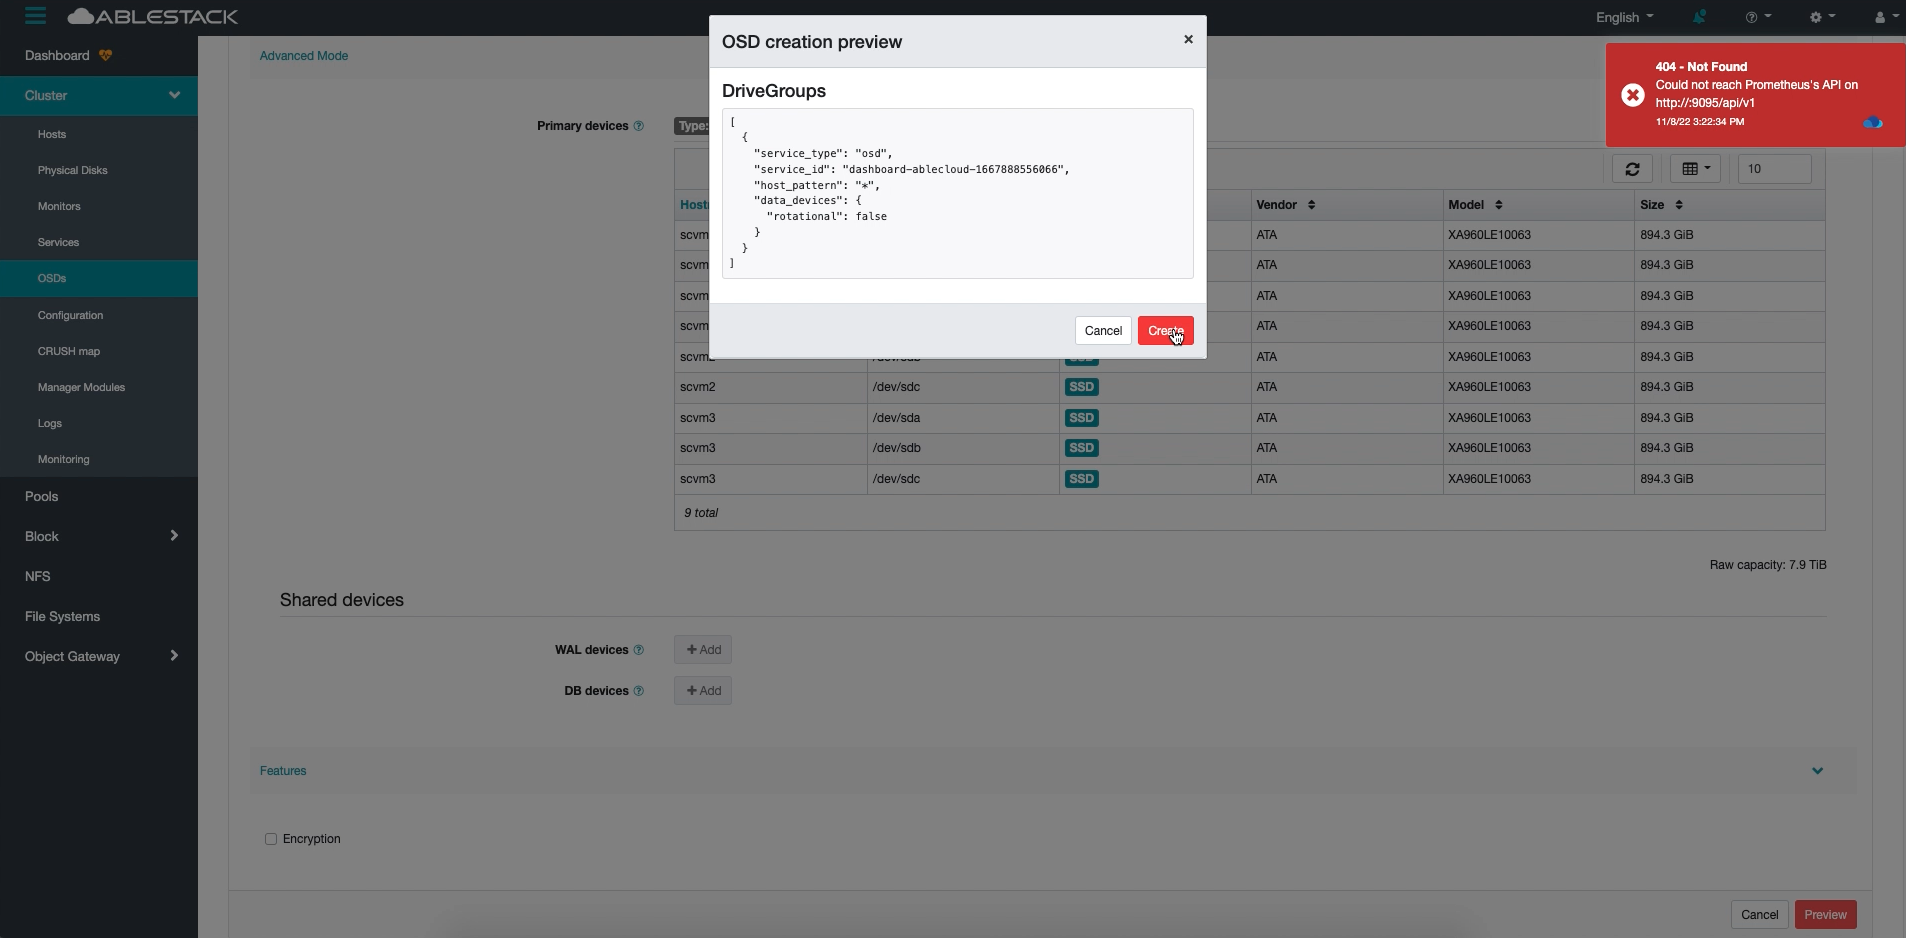 ABLESTACK
English
Dashboard
Cluster
Hosts
Physical Disks
Monitors
Services
OSDs
Configuration
CRUSH map
Manager Modules
Logs
Monitoring
Pools
Block
NFS
File Systems
Object Gateway
Advanced Mode
OSD creation preview
×
DriveGroups
[
{
"service_type": "osd",
"service_id": "dashboard-ablecloud-1667888556066",
"host_pattern": "*",
"data_devices": {
"rotational": false
}
}
]
Cancel Create
404 - Not Found
Could not reach Prometheus's API on
http://:9095/api/v1
11/8/22 3:22:34 PM
Primary devices Type:
10
Vendor Model Size
scvm ATA XA960LE10063 894.3 GiB
scvm ATA XA960LE10063 894.3 GiB
scvm ATA XA960LE10063 894.3 GiB
scvm ATA XA960LE10063 894.3 GiB
scvm2 /dev/sdb SSD ATA XA960LE10063 894.3 GiB
scvm2 /dev/sdc SSD ATA XA960LE10063 894.3 GiB
scvm3 /dev/sda SSD ATA XA960LE10063 894.3 GiB
scvm3 /dev/sdb SSD ATA XA960LE10063 894.3 GiB
scvm3 /dev/sdc SSD ATA XA960LE10063 894.3 GiB
9 total
Raw capacity: 7.9 TiB
Shared devices
WAL devices + Add
DB devices + Add
Features
Encryption
Cancel Preview